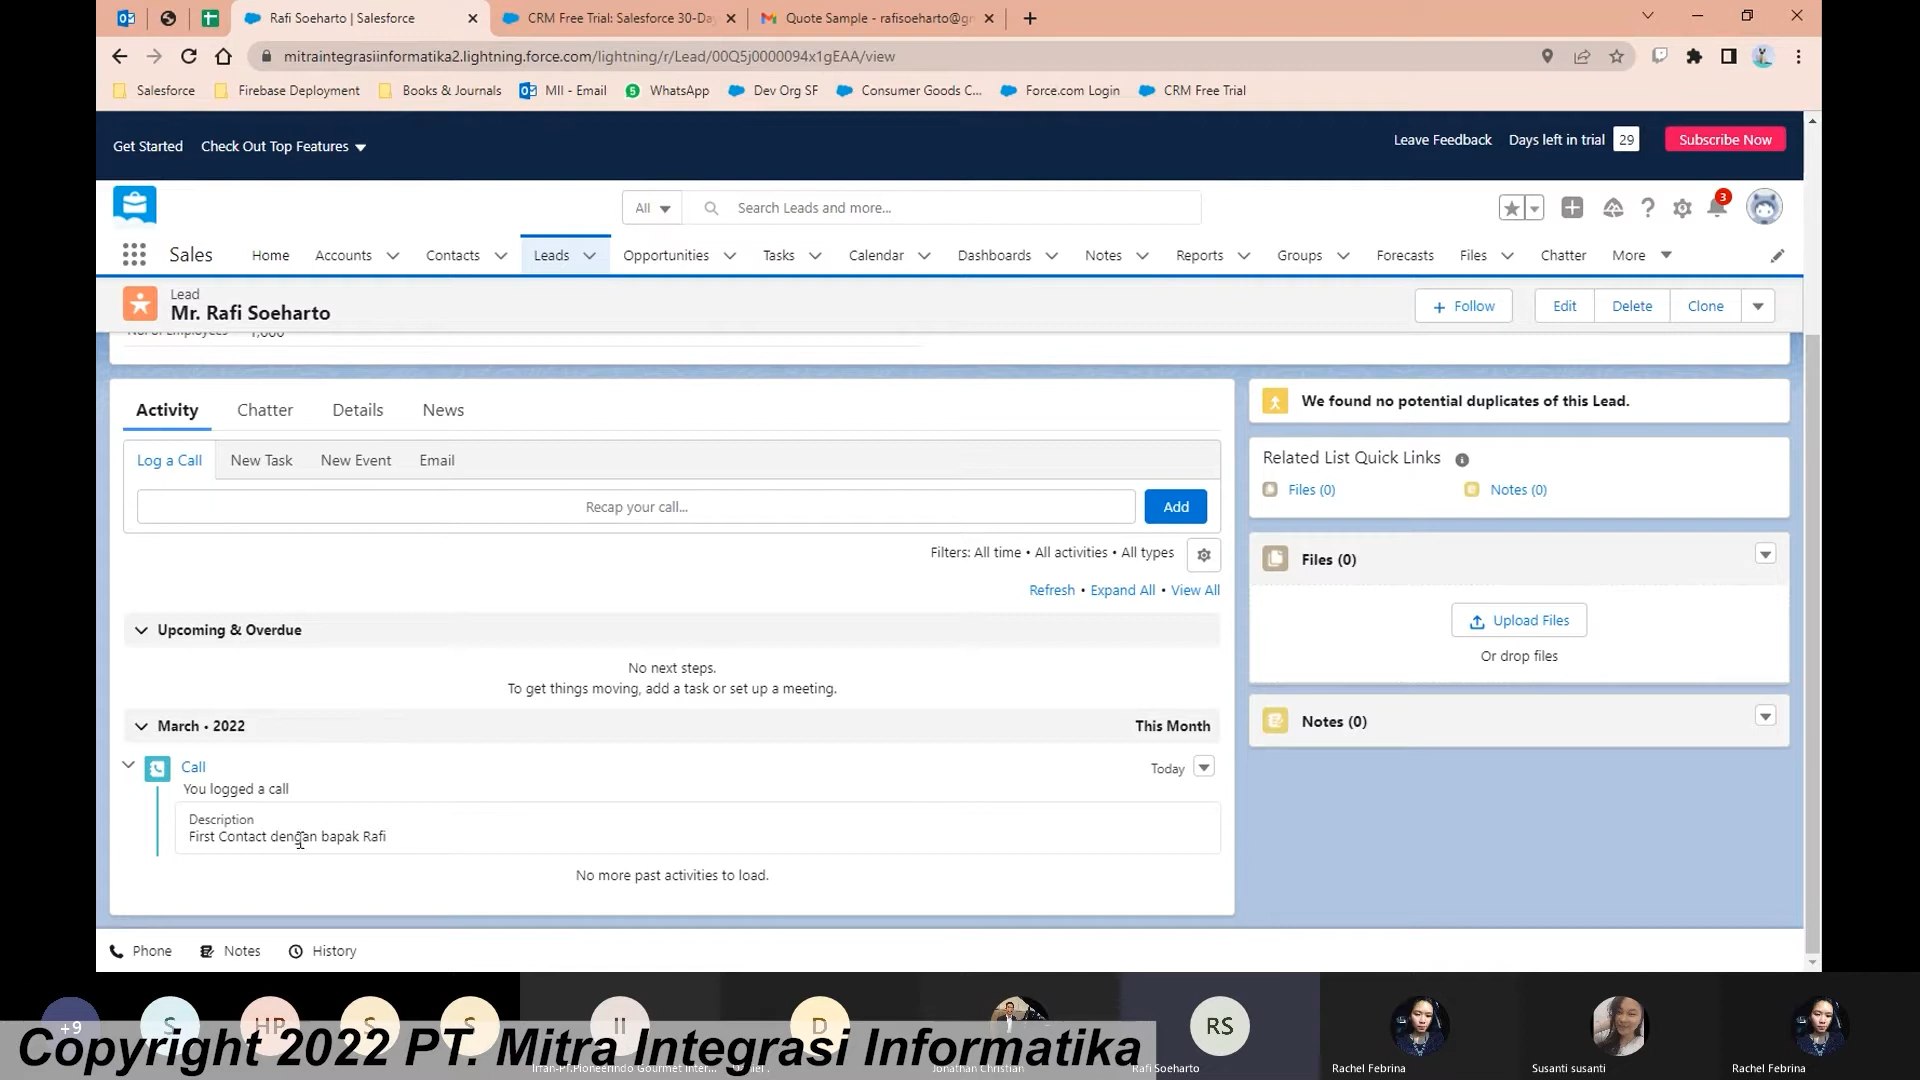 Rafi Soeharto | Salesforce
CRM Free Trial: Salesforce 30-Da
Quote Sample - rafisoeharto@gr
mitraintegrasiinformatika2.lightning.force.com/lightning/r/Lead/00Q5j0000094x1gEAA/view
Salesforce
Firebase Deployment
Books & Journals
MII - Email
WhatsApp
Dev Org SF
Consumer Goods C...
Force.com Login
CRM Free Trial
Get Started
Check Out Top Features
Leave Feedback
Days left in trial 29
Subscribe Now
All
Search Leads and more...
3
Sales
Home
Accounts
Contacts
Leads
Opportunities
Tasks
Calendar
Dashboards
Notes
Reports
Groups
Forecasts
Files
Chatter
More
Lead
Mr. Rafi Soeharto
Follow
Edit
Delete
Clone
1,000
Activity
Chatter
Details
News
We found no potential duplicates of this Lead.
Log a Call
New Task
New Event
Email
Recap your call...
Add
Related List Quick Links
Files (0)
Notes (0)
Filters: All time • All activities • All types
Refresh • Expand All • View All
Files (0)
Upload Files
Or drop files
Upcoming & Overdue
No next steps.
To get things moving, add a task or set up a meeting.
Notes (0)
March • 2022
This Month
Call
Today
You logged a call
Description
First Contact dengan bapak Rafi
No more past activities to load.
Phone
Notes
History
+9
S
HP
S
S
II
D
RS
Copyright 2022 PT. Mitra Integrasi Informatika
Jonathan Christian
Rafi Soeharto
Rachel Febrina
Susanti susanti
Rachel Febrina